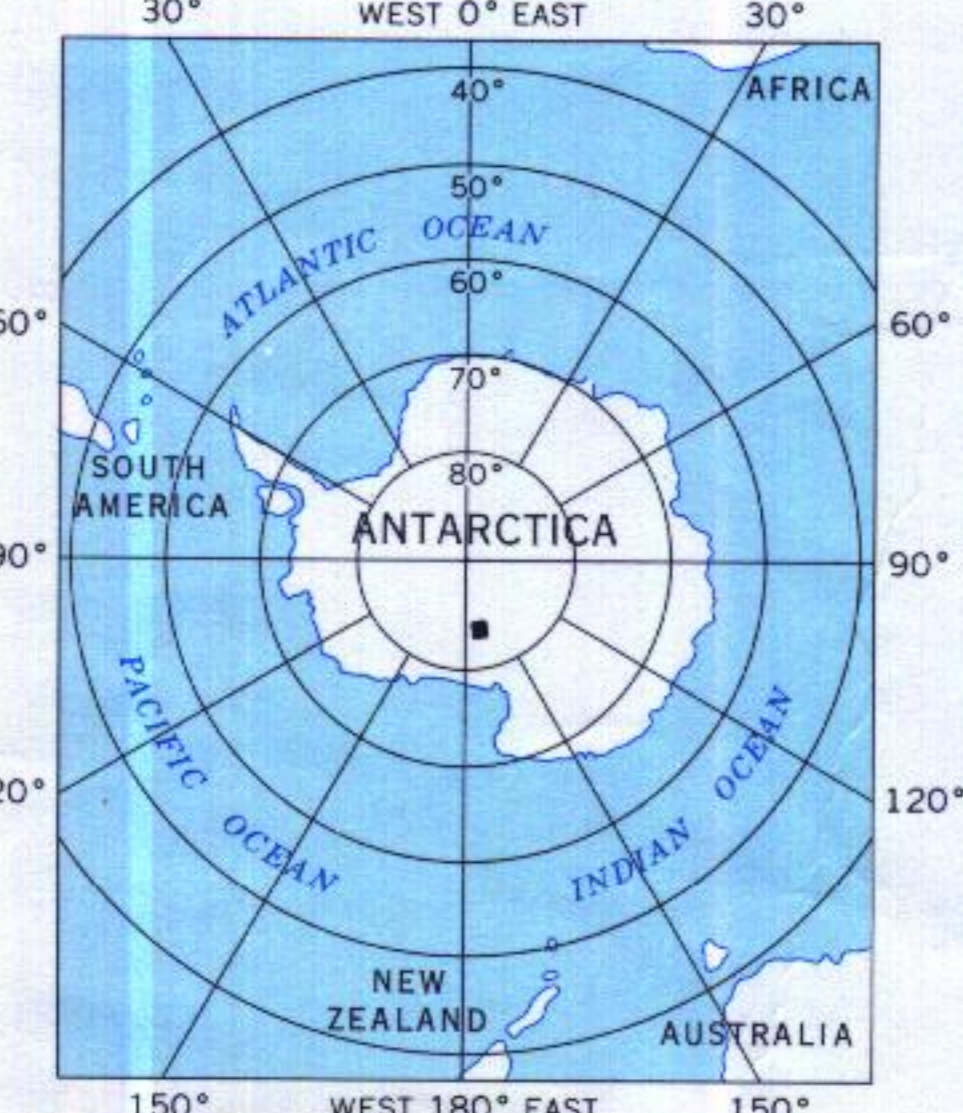 30° WEST 0° EAST 30°
AFRICA
40°
50°
ATLANTIC OCEAN
60°
60°
70°
80°
SOUTH
AMERICA
ANTARCTICA
90°
PACIFIC OCEAN
INDIAN OCEAN
120°
NEW
ZEALAND
AUSTRALIA
150° WEST 180° EAST 150°